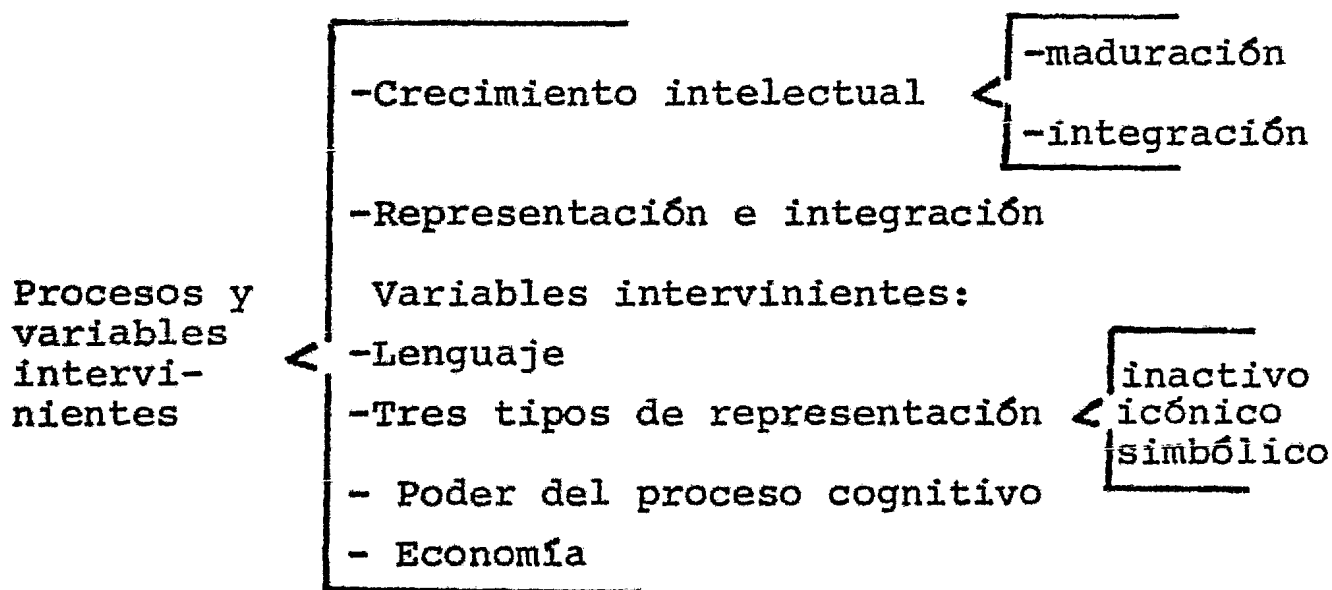 Procesos y
variables
intervi-
nientes
-Crecimiento intelectual
-maduración
-integración
-Representación e integración
Variables intervinientes:
-Lenguaje
-Tres tipos de representación
inactivo
icónico
simbólico
- Poder del proceso cognitivo
- Economía